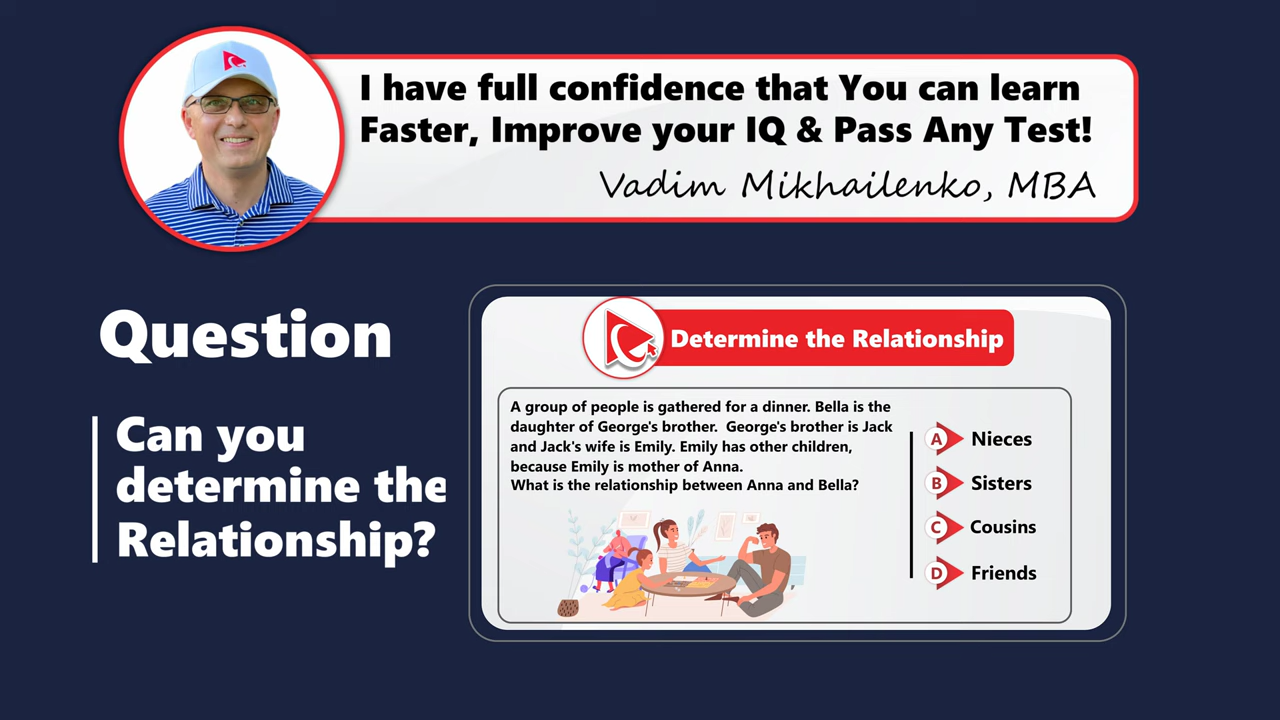 I have full confidence that You can learn
Faster, Improve your IQ & Pass Any Test!
Vadim Mikhailenko, MBA
Question
Can you
determine the
Relationship?
Determine the Relationship
A group of people is gathered for a dinner. Bella is the
daughter of George's brother.  George's brother is Jack
and Jack's wife is Emily. Emily has other children,
because Emily is mother of Anna.
What is the relationship between Anna and Bella?
A Nieces
B Sisters
C Cousins
D Friends